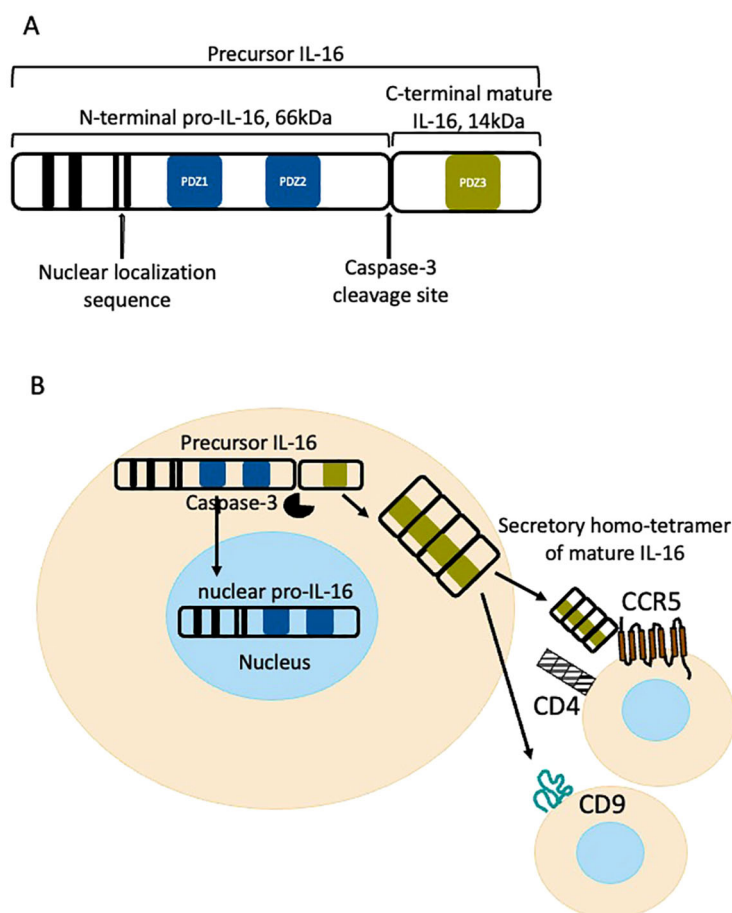 A
Precursor IL-16
N-terminal pro-IL-16, 66kDa
C-terminal mature
IL-16, 14kDa
PDZ1
PDZ2
PDZ3
Nuclear localization
sequence
Caspase-3
cleavage site
B
Precursor IL-16
Caspase-3
nuclear pro-IL-16
Nucleus
Secretory homo-tetramer
of mature IL-16
CCR5
CD4
CD9